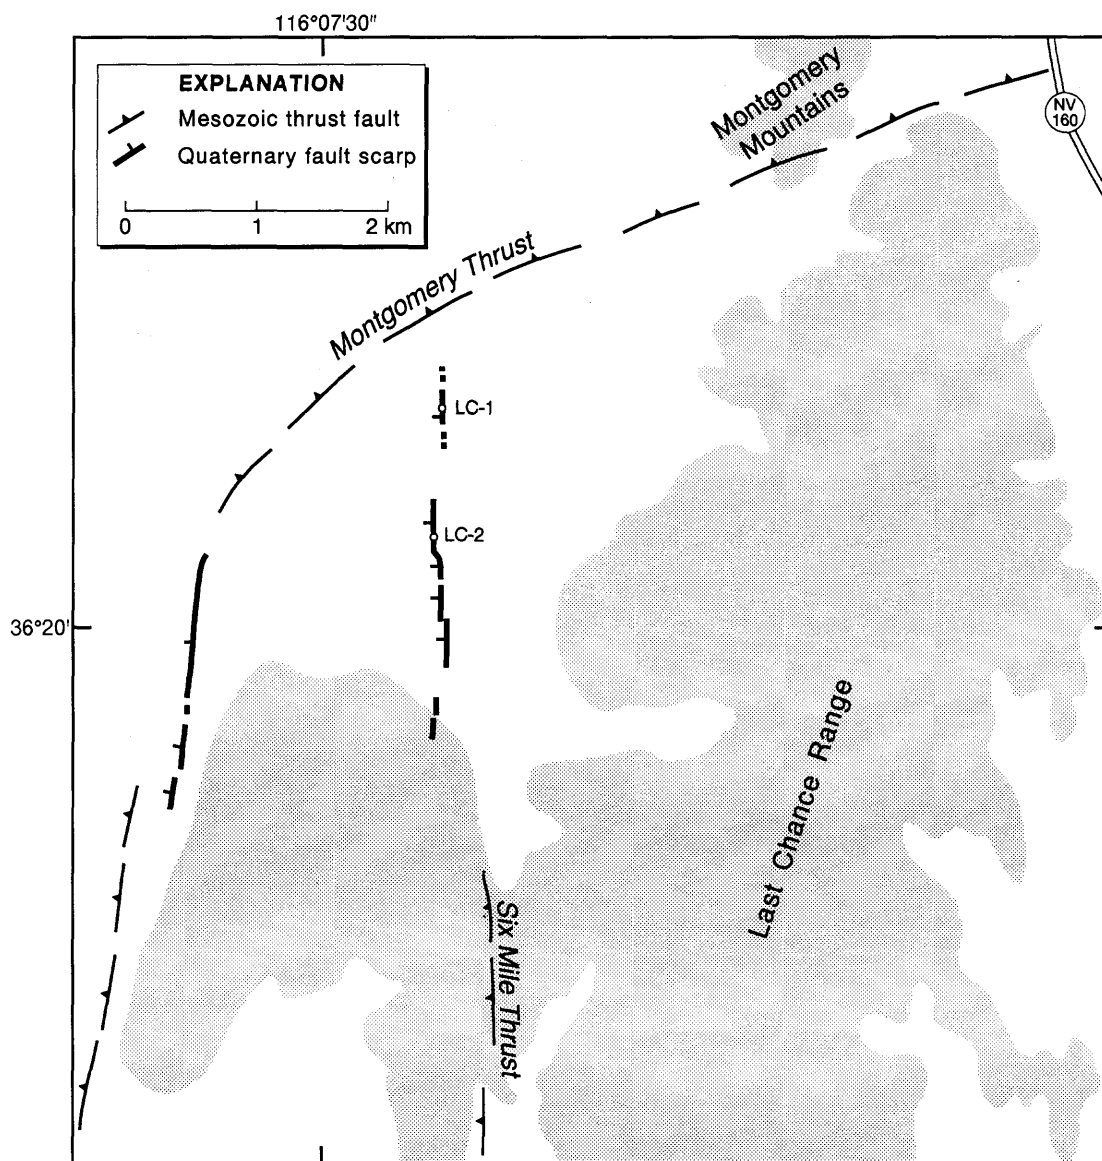 116°07'30"
EXPLANATION
Mesozoic thrust fault
Quaternary fault scarp
0 1 2 km
Montgomery
Mountains
NV
160
Montgomery Thrust
LC-1
LC-2
36°20'
Last Chance Range
Six Mile Thrust